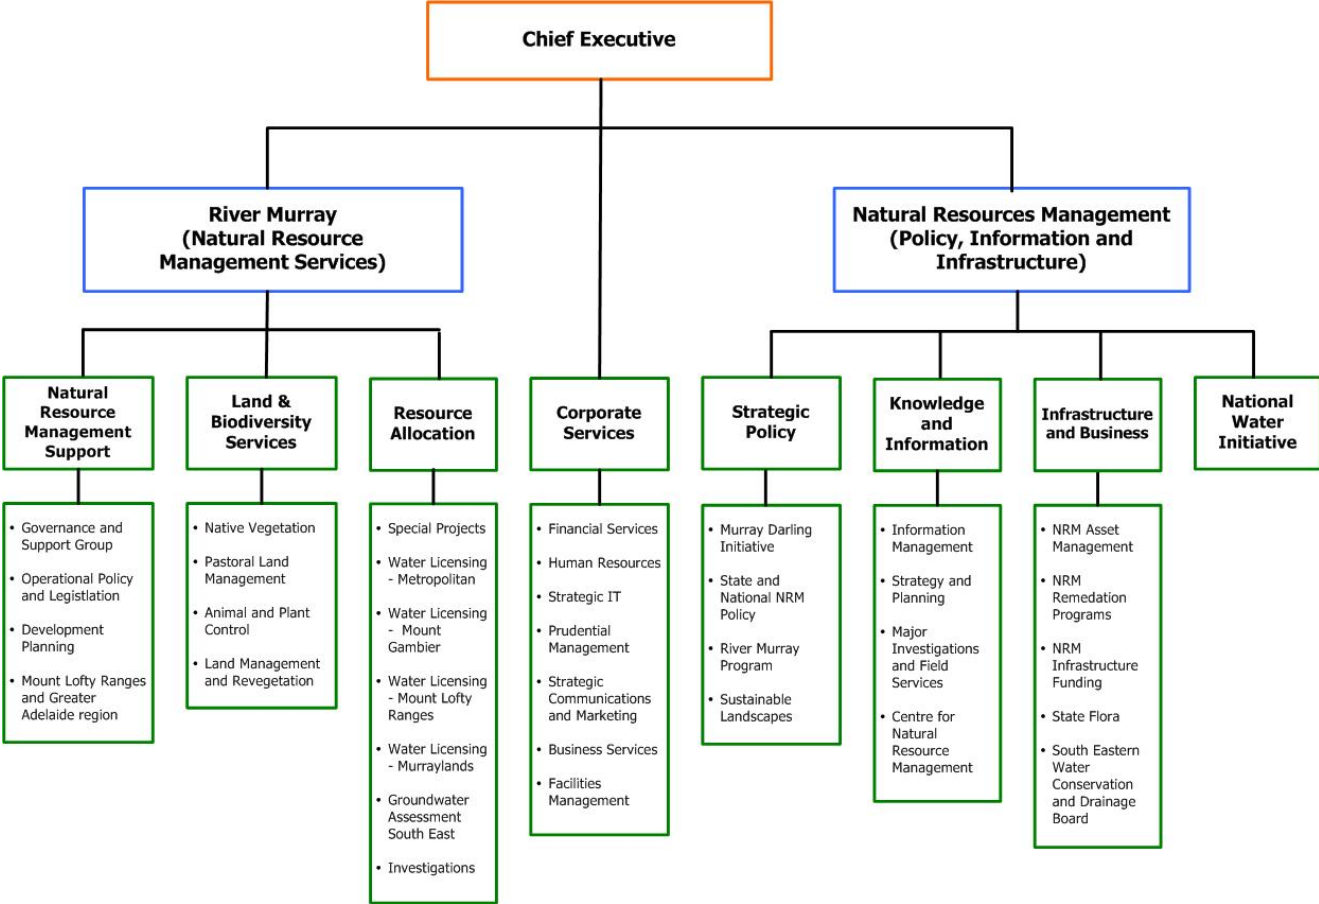 Chief Executive
River Murray
(Natural Resource
Management Services)
Natural Resources Management
(Policy, Information and
Infrastructure)
Natural
Resource
Management
Support
Land &
Biodiversity
Services
Resource
Allocation
Corporate
Services
Strategic
Policy
Knowledge
and
Information
Infrastructure
and Business
National
Water
Initiative
• Governance and
Support Group
• Operational Policy
and Legistlation
• Development
Planning
• Mount Lofty Ranges
and Greater
Adelaide region
• Native Vegetation
• Pastoral Land
Management
• Animal and Plant
Control
• Land Management
and Revegetation
• Special Projects
• Water Licensing
- Metropolitan
• Water Licensing
- Mount
Gambier
• Water Licensing
- Mount Lofty
Ranges
• Water Licensing
- Murraylands
• Groundwater
Assessment
South East
• Investigations
• Financial Services
• Human Resources
• Strategic IT
• Prudential
Management
• Strategic
Communications
and Marketing
• Business Services
• Facilities
Management
• Murray Darling
Initiative
• State and
National NRM
Policy
• River Murray
Program
• Sustainable
Landscapes
• Information
Management
• Strategy and
Planning
• Major
Investigations
and Field
Services
• Centre for
Natural
Resource
Management
• NRM Asset
Management
• NRM
Remedation
Programs
• NRM
Infrastructure
Funding
• State Flora
• South Eastern
Water
Conservation
and Drainage
Board